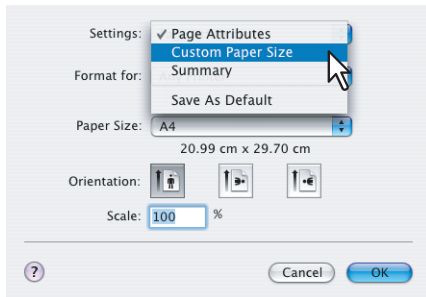 Settings: ✓ Page Attributes
Custom Paper Size
Summary
Save As Default
Format for:
Paper Size: A4
20.99 cm x 29.70 cm
Orientation:
Scale: 100 %
? Cancel OK